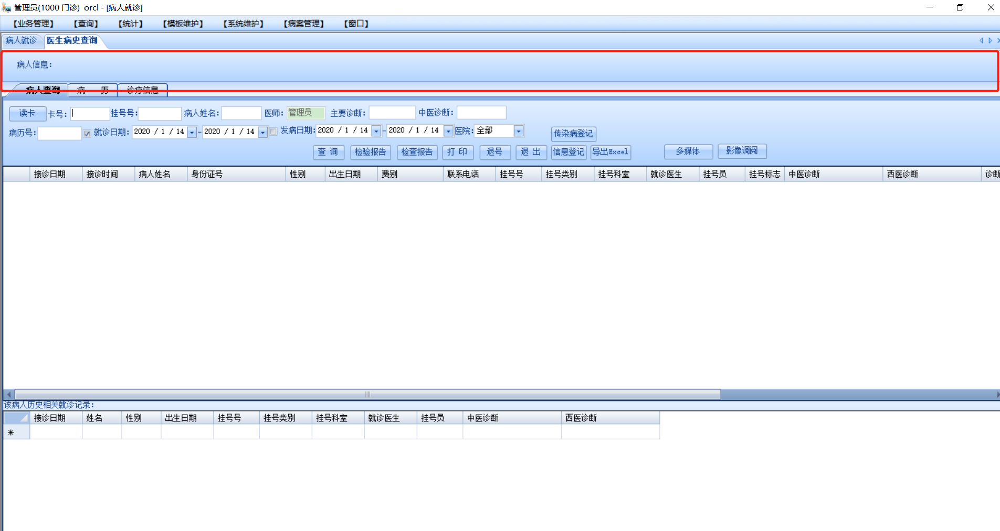 管理员(1000 门诊)  orcl - [病人就诊]
【业务管理】 【查询】 【统计】 【模板维护】 【系统维护】 【病案管理】 【窗口】
病人就诊 医生病史查询
病人信息:
病人查询 病 历 诊疗信息
读卡 卡号: 挂号号: 病人姓名: 医师: 管理员 主要诊断: 中医诊断:
病历号: 就诊日期: 2020 / 1 / 14 - 2020 / 1 / 14 发病日期: 2020 / 1 / 14 - 2020 / 1 / 14 医院: 全部 传染病登记
查 询 检验报告 检查报告 打 印 退号 退 出 信息登记 导出Excel 多媒体 影像调阅
接诊日期 接诊时间 病人姓名 身份证号 性别 出生日期 费别 联系电话 挂号号 挂号类别 挂号科室 就诊医生 挂号员 挂号标志 中医诊断 西医诊断 诊断
该病人历史相关就诊记录:
接诊日期 姓名 性别 出生日期 挂号号 挂号类别 挂号科室 就诊医生 挂号员 中医诊断 西医诊断
*